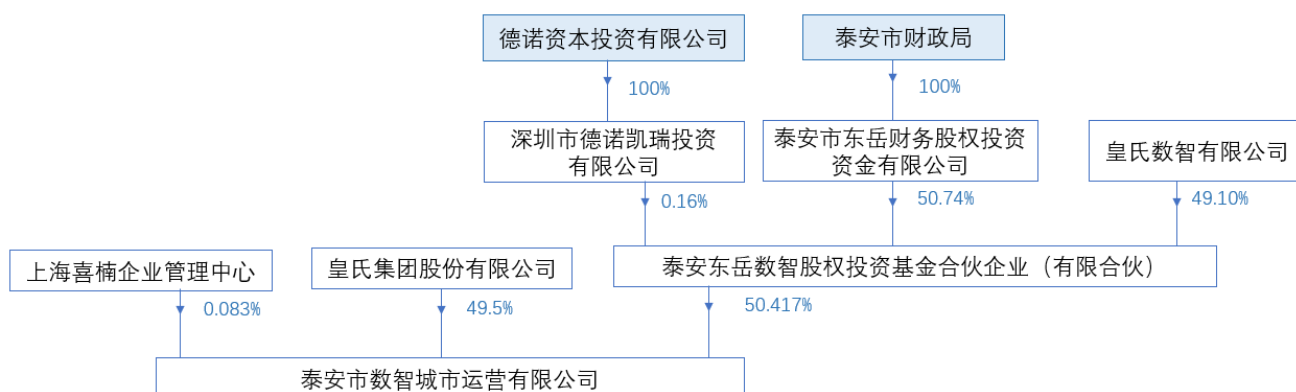 德诺资本投资有限公司
泰安市财政局
100%
100%
深圳市德诺凯瑞投资
有限公司
泰安市东岳财务股权投资
资金有限公司
皇氏数智有限公司
0.16%
50.74%
49.10%
上海喜楠企业管理中心
皇氏集团股份有限公司
泰安东岳数智股权投资基金合伙企业（有限合伙）
0.083%
49.5%
50.417%
泰安市数智城市运营有限公司